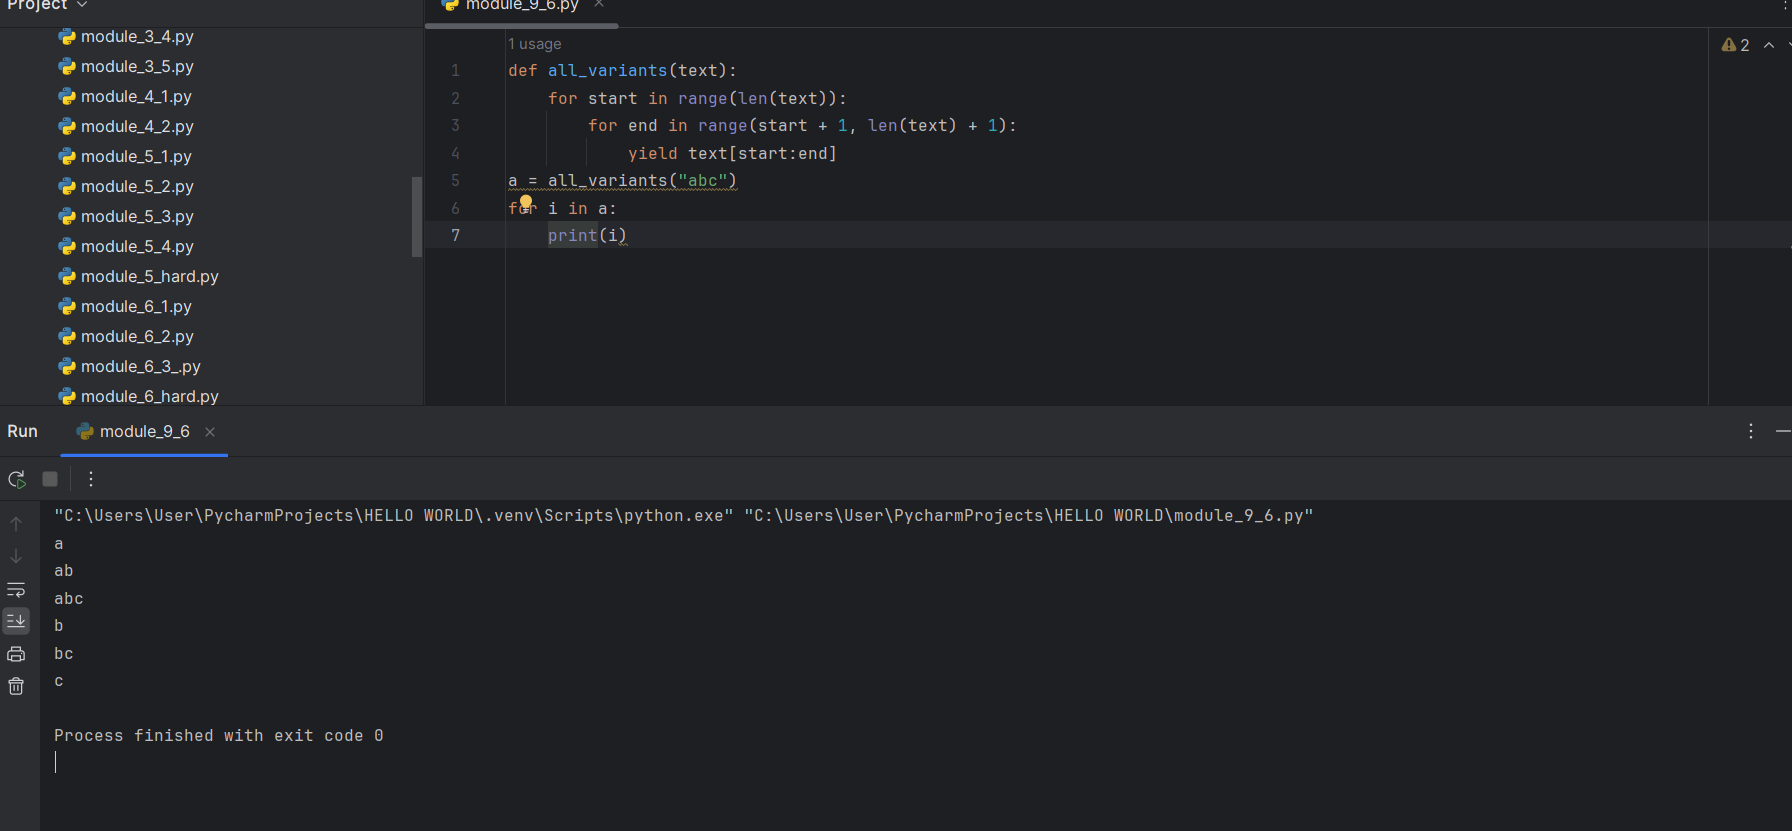 Project
module_3_4.py
module_3_5.py
module_4_1.py
module_4_2.py
module_5_1.py
module_5_2.py
module_5_3.py
module_5_4.py
module_5_hard.py
module_6_1.py
module_6_2.py
module_6_3_.py
module_6_hard.py
module_9_6.py
1 usage
2
1 def all_variants(text):
2     for start in range(len(text)):
3         for end in range(start + 1, len(text) + 1):
4             yield text[start:end]
5 a = all_variants("abc")
6 for i in a:
7     print(i)
Run module_9_6
"C:\Users\User\PycharmProjects\HELLO WORLD\.venv\Scripts\python.exe" "C:\Users\User\PycharmProjects\HELLO WORLD\module_9_6.py"
a
ab
abc
b
bc
c
Process finished with exit code 0